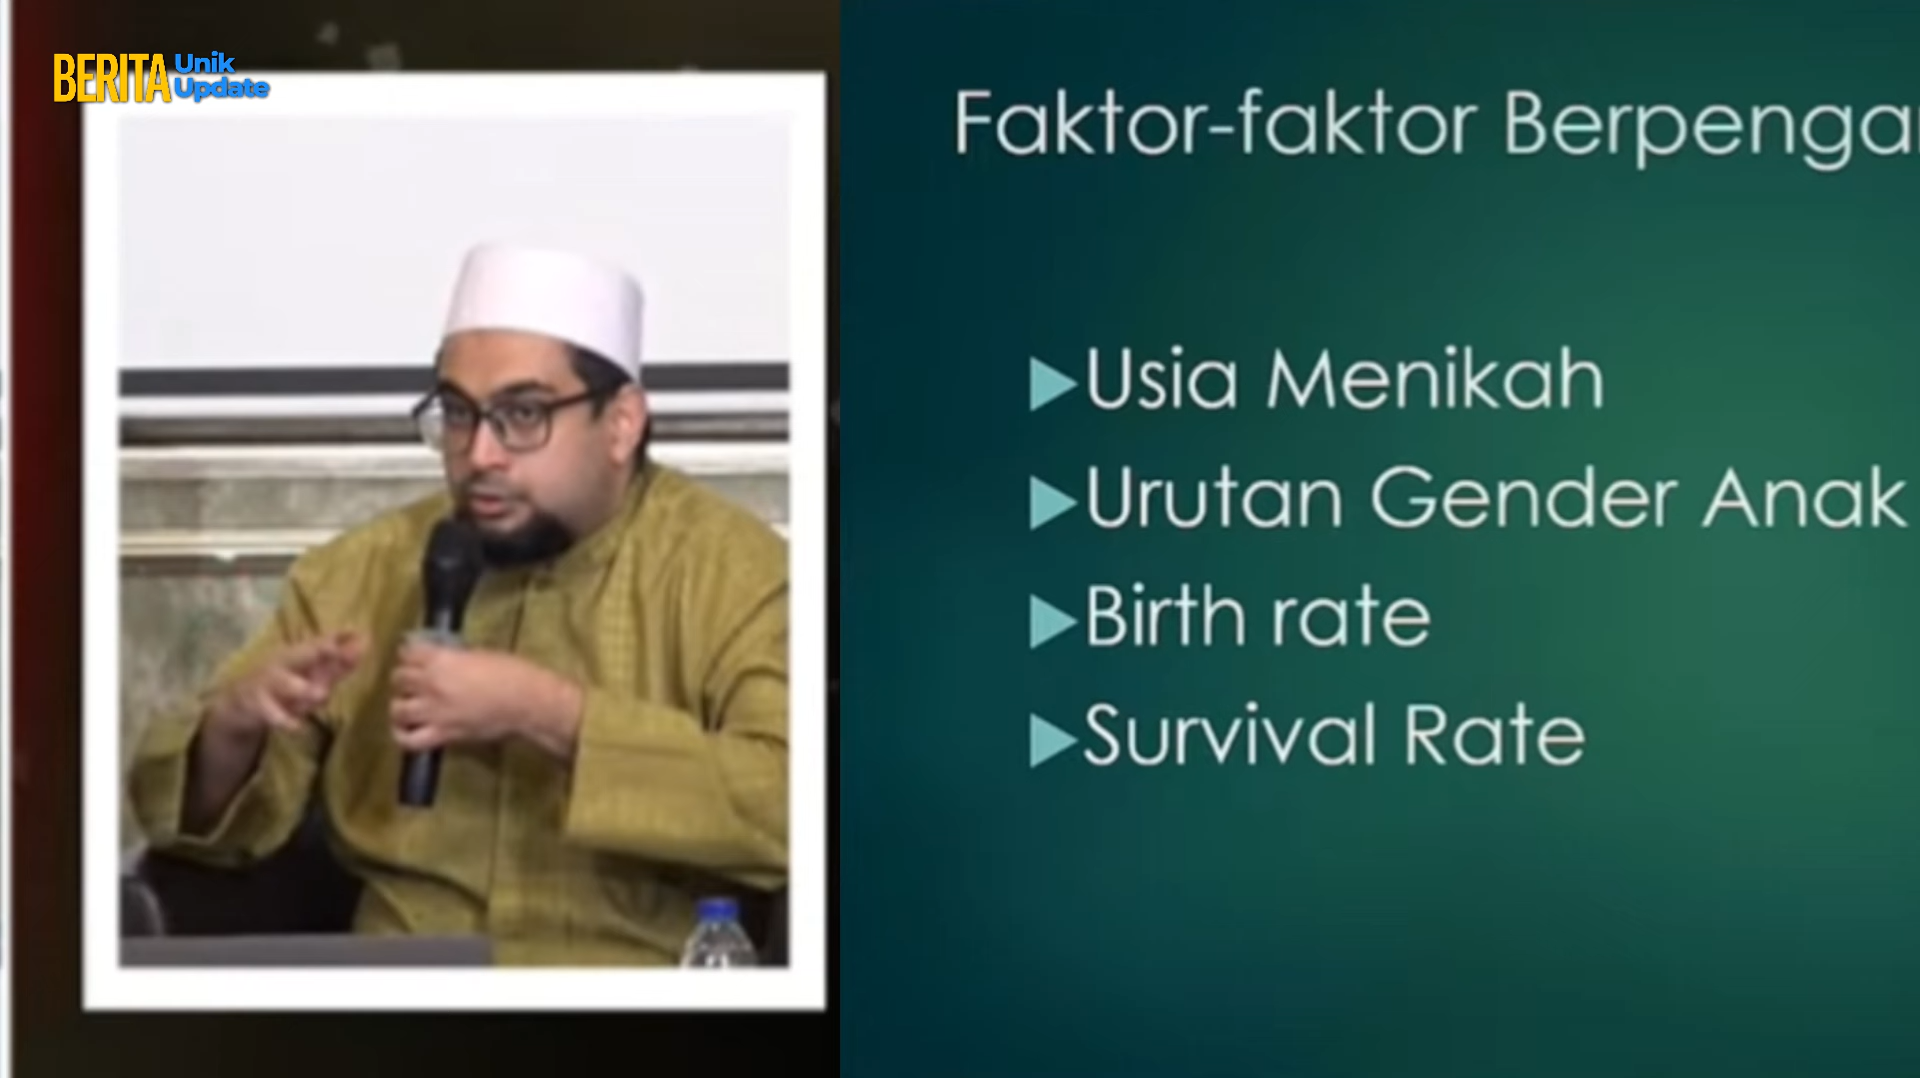 BERITA Unik
Update
Faktor-faktor Berpenga
Usia Menikah
Urutan Gender Anak
Birth rate
Survival Rate